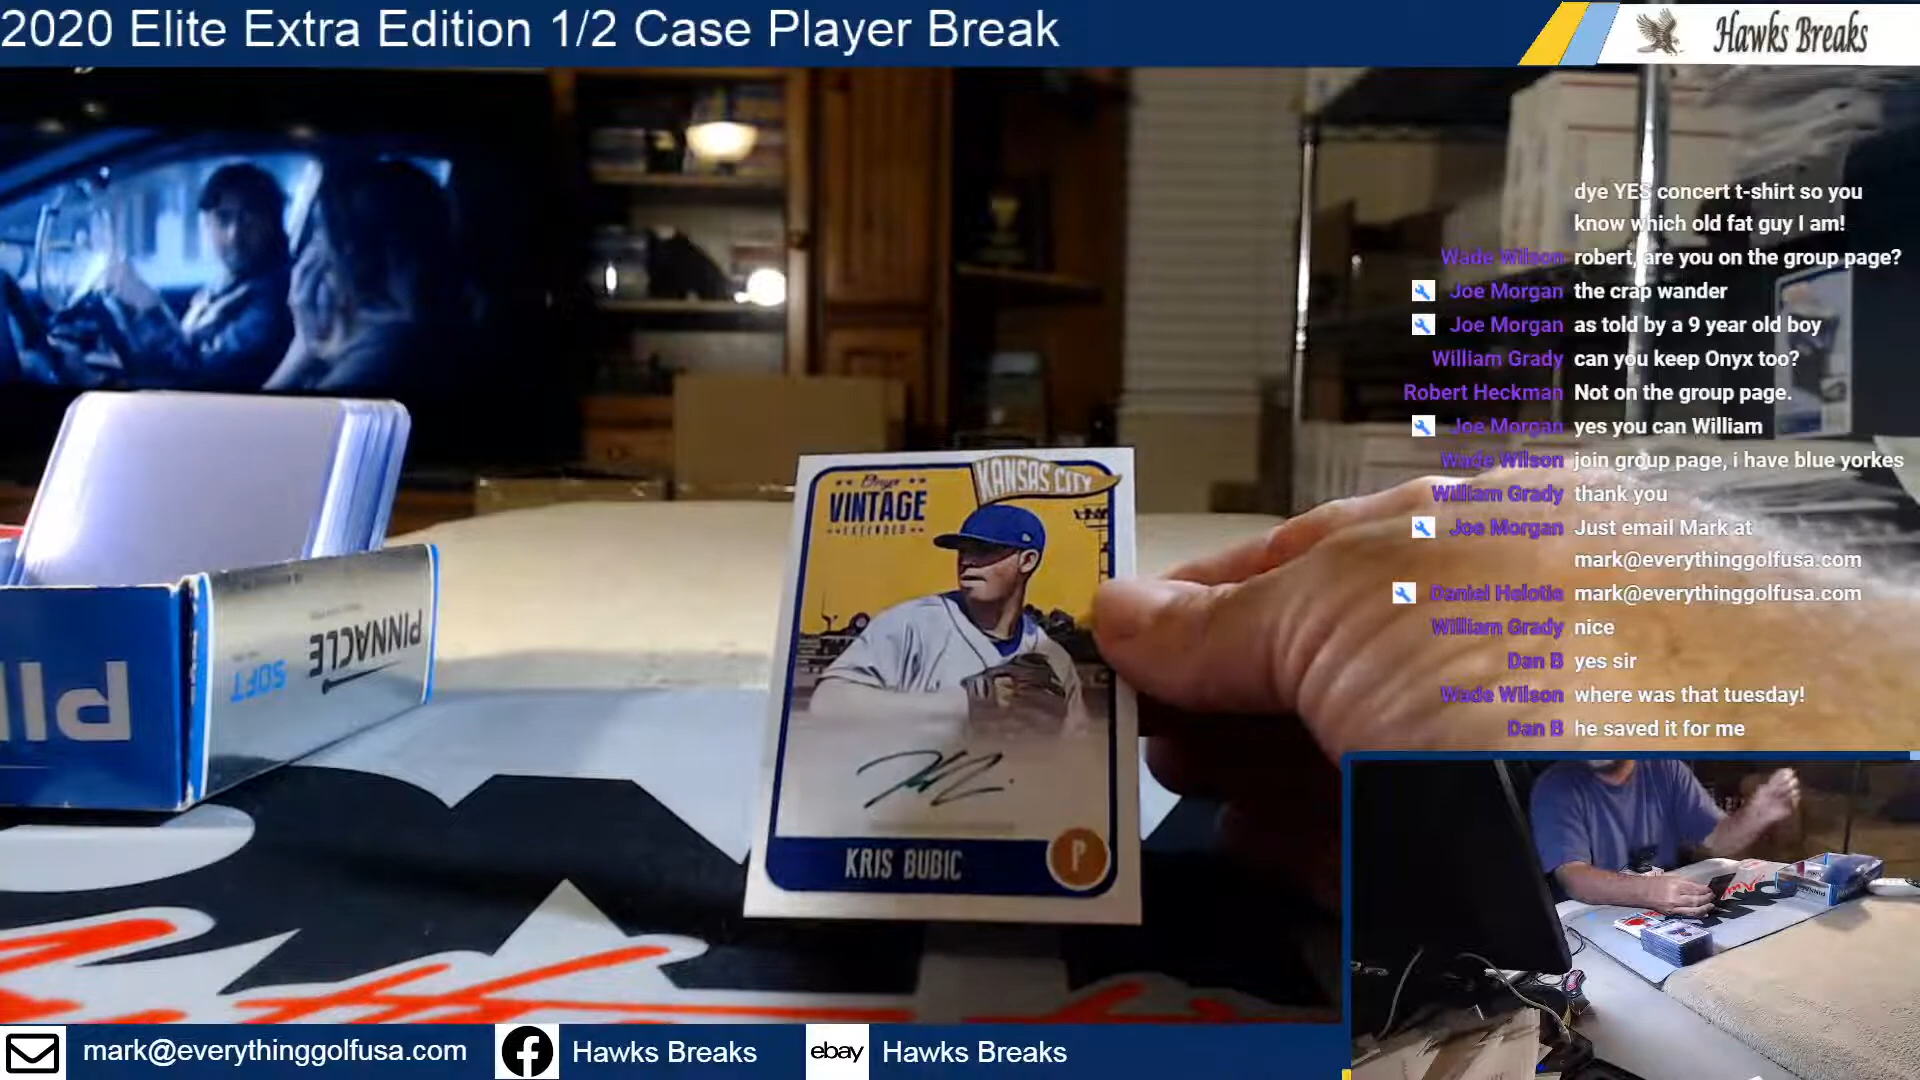 2020 Elite Extra Edition 1/2 Case Player Break
Hawks Breaks
dye YES concert t-shirt so you
know which old fat guy I am!
Wade Wilson robert, are you on the group page?
Joe Morgan the crap wander
Joe Morgan as told by a 9 year old boy
William Grady can you keep Onyx too?
Robert Heckman Not on the group page.
Joe Morgan yes you can William
Wade Wilson join group page, i have blue yorkes
William Grady thank you
Joe Morgan Just email Mark at
mark@everythinggolfusa.com
Daniel Helotie mark@everythinggolfusa.com
William Grady nice
Dan B yes sir
Wade Wilson where was that tuesday!
Dan B he saved it for me
KANSAS CITY
Onyx
VINTAGE
EXTENDED
KRIS BUBIC
P
PINNACLE
SOFT
mark@everythinggolfusa.com
Hawks Breaks
ebay
Hawks Breaks